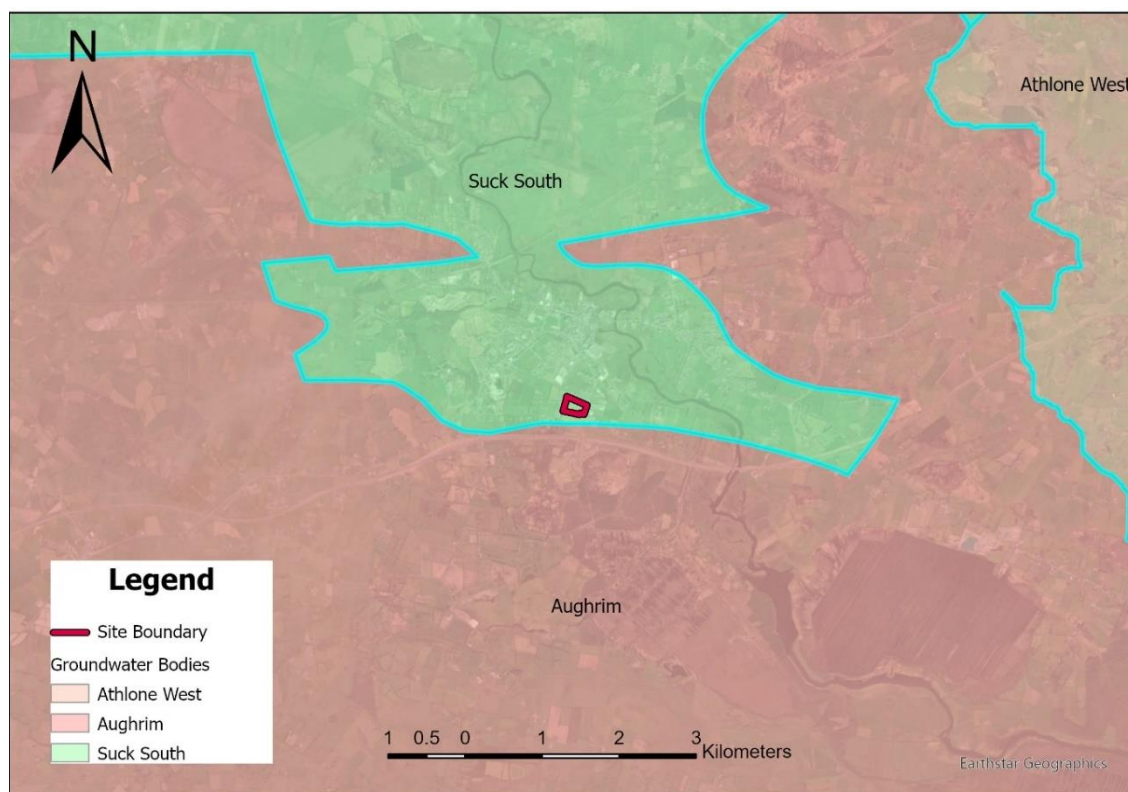 N
Athlone West
Suck South
Aughrim
Legend
Site Boundary
Groundwater Bodies
Athlone West
Aughrim
Suck South
1 0.5 0 1 2 3
Kilometers
Earthstar Geographics